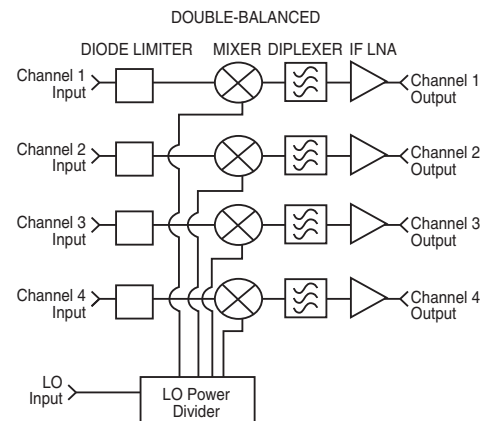 DOUBLE-BALANCED
DIODE LIMITER MIXER DIPLEXER IF LNA
Channel 1
Input
Channel 1
Output
Channel 2
Input
Channel 2
Output
Channel 3
Input
Channel 3
Output
Channel 4
Input
Channel 4
Output
LO
Input
LO Power
Divider